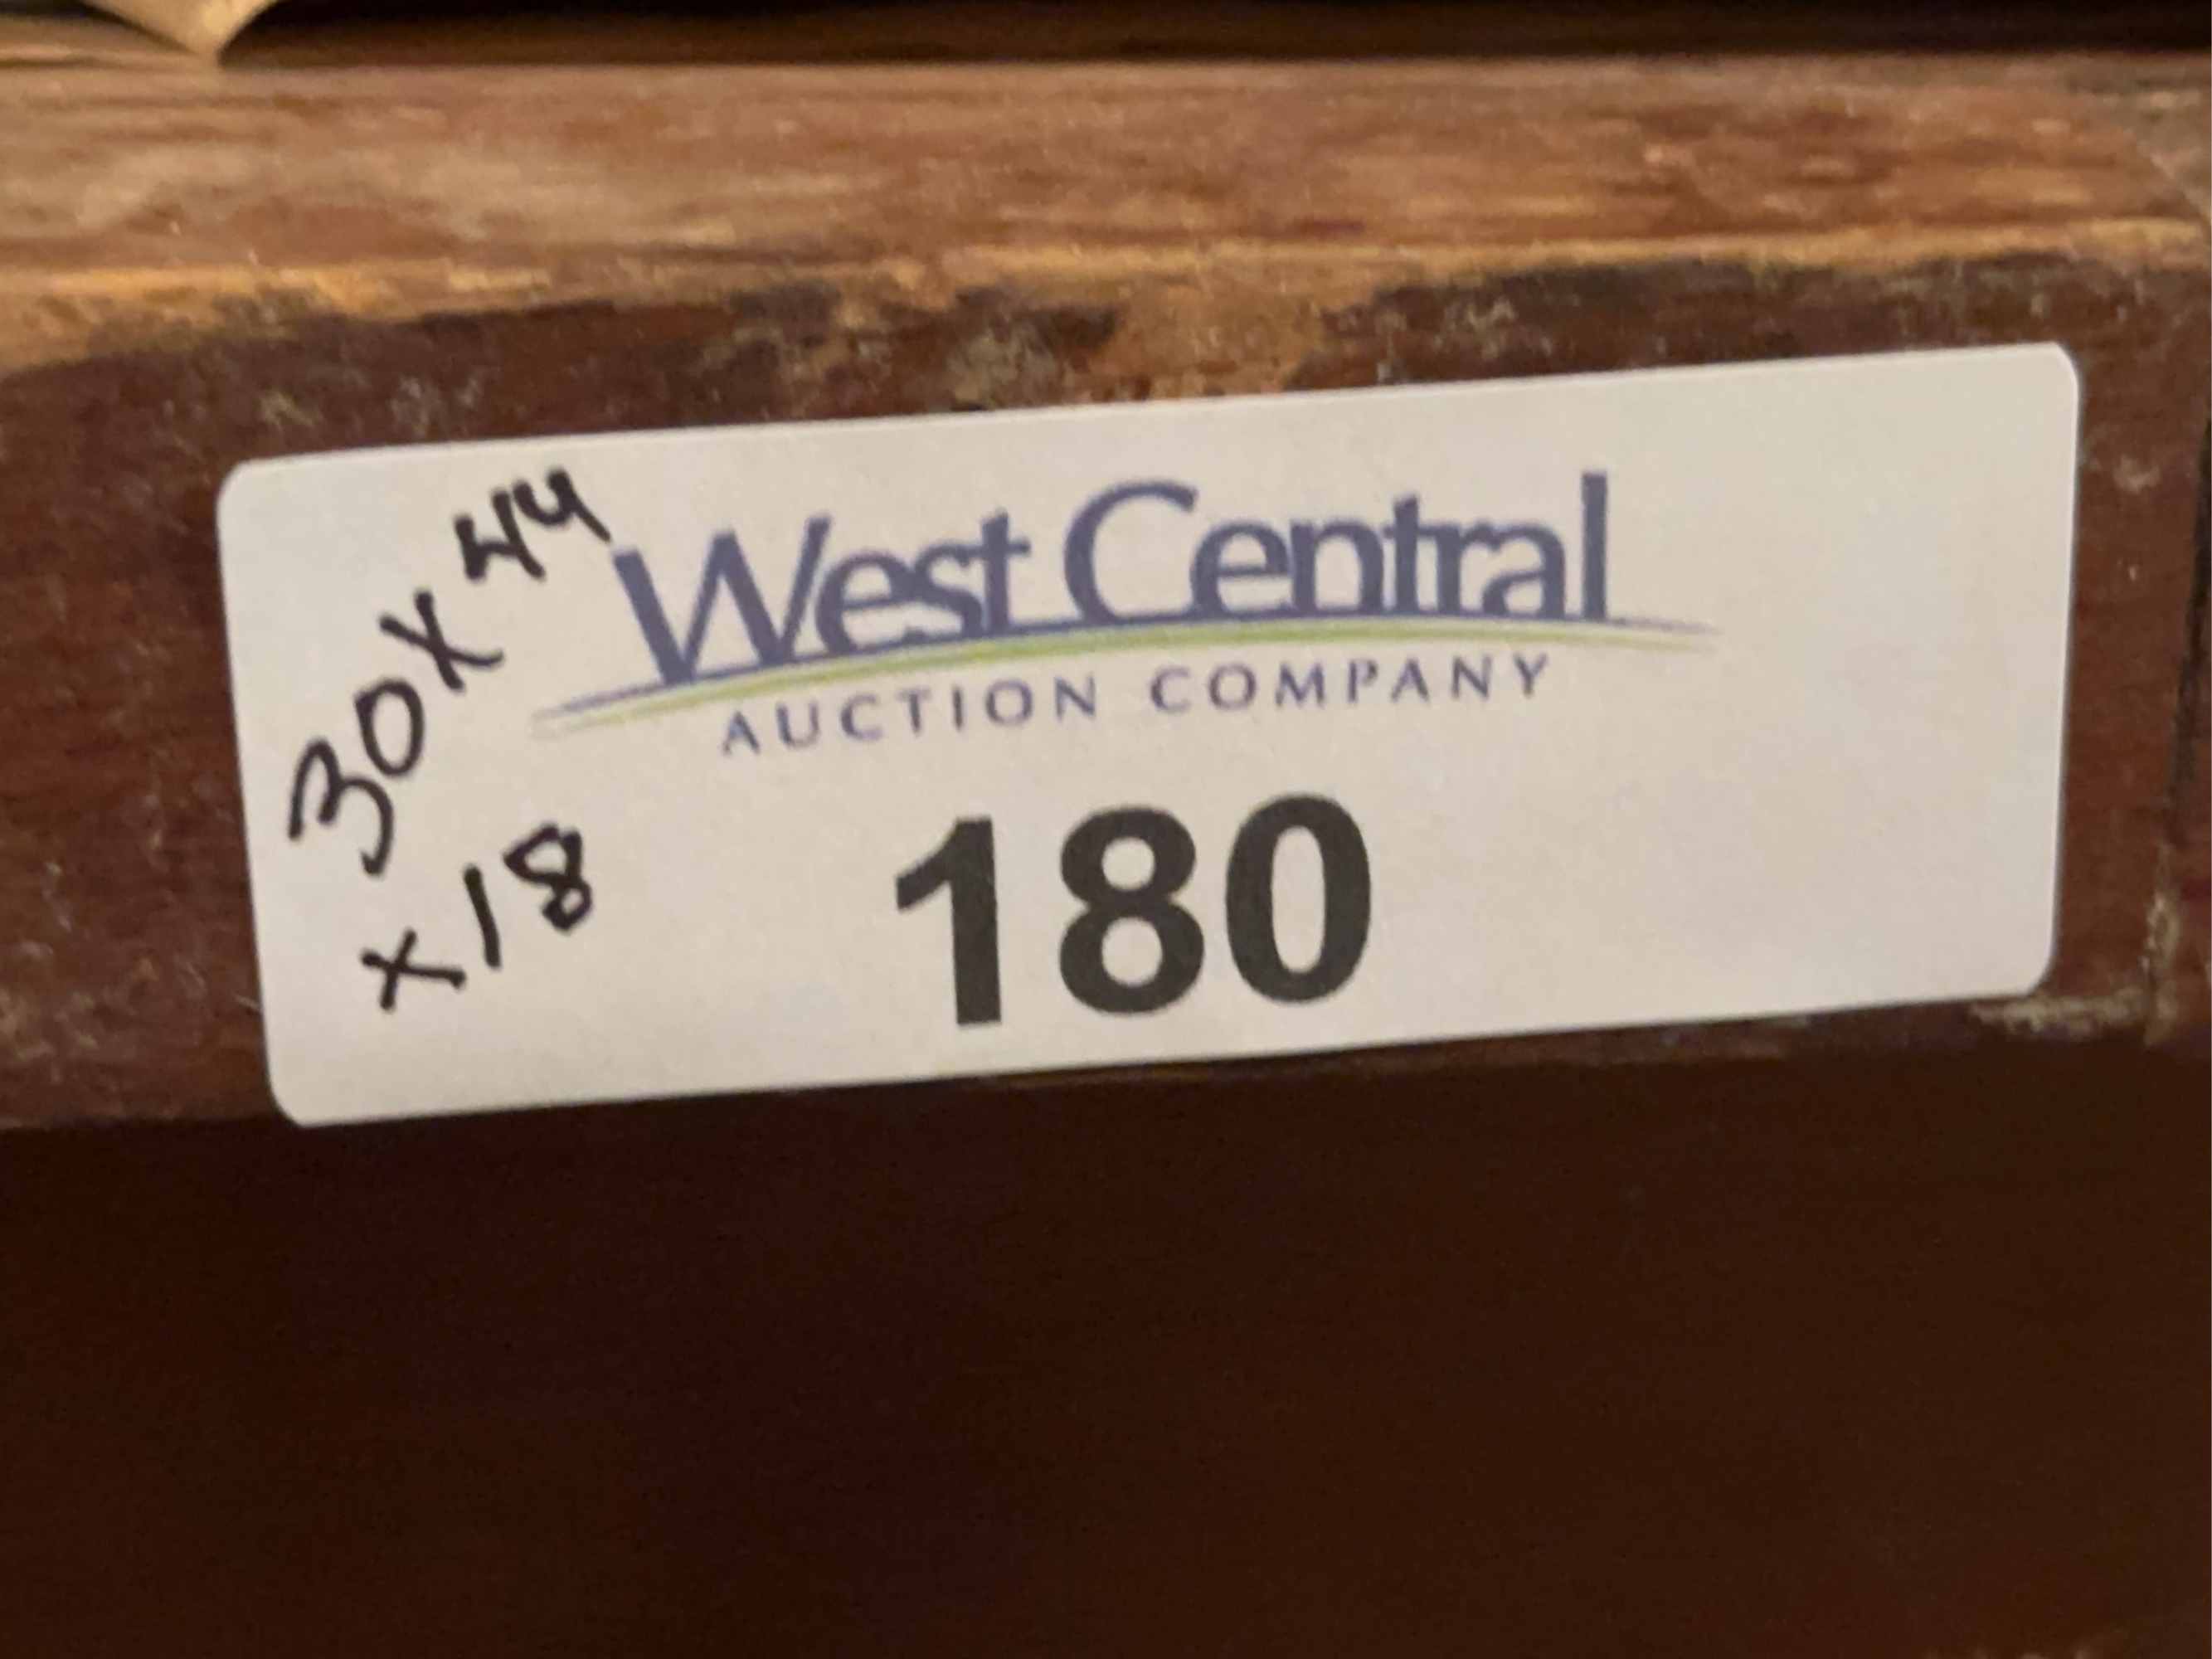 30X44
x18
West Central
AUCTION COMPANY
180